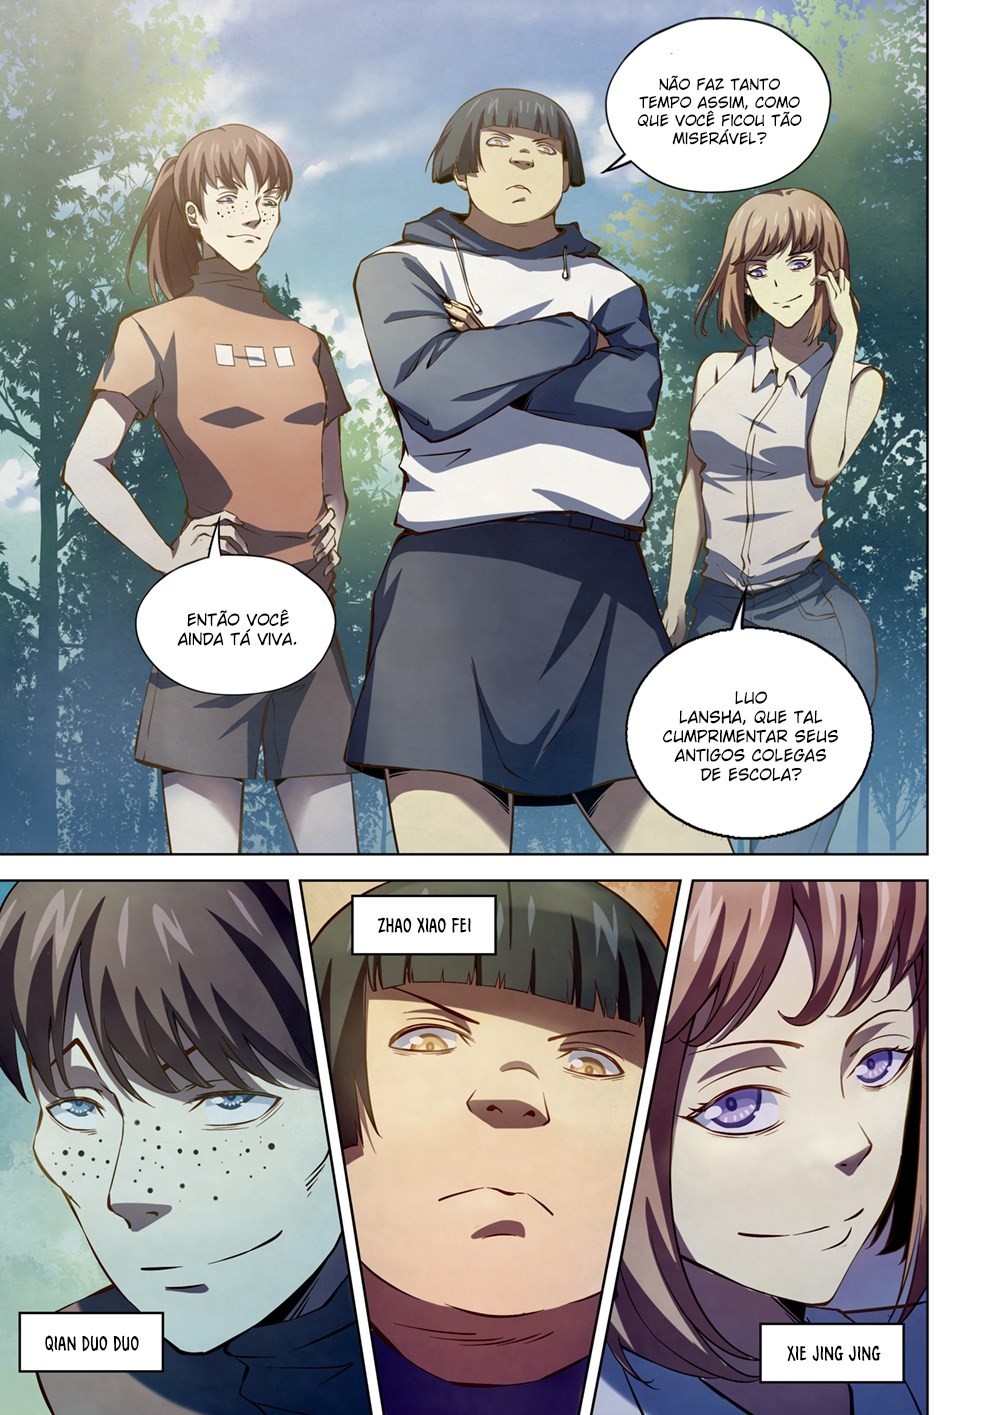 NÃO FAZ TANTO
TEMPO ASSIM, COMO
QUE VOCÊ FICOU TÃO
MISERÁVEL?
ENTÃO VOCÊ
AINDA TÁ VIVA.
LUO
LANSHA, QUE TAL
CUMPRIMENTAR SEUS
ANTIGOS COLEGAS
DE ESCOLA?
ZHAO XIAO FEI
QIAN DUO DUO
XIE JING JING